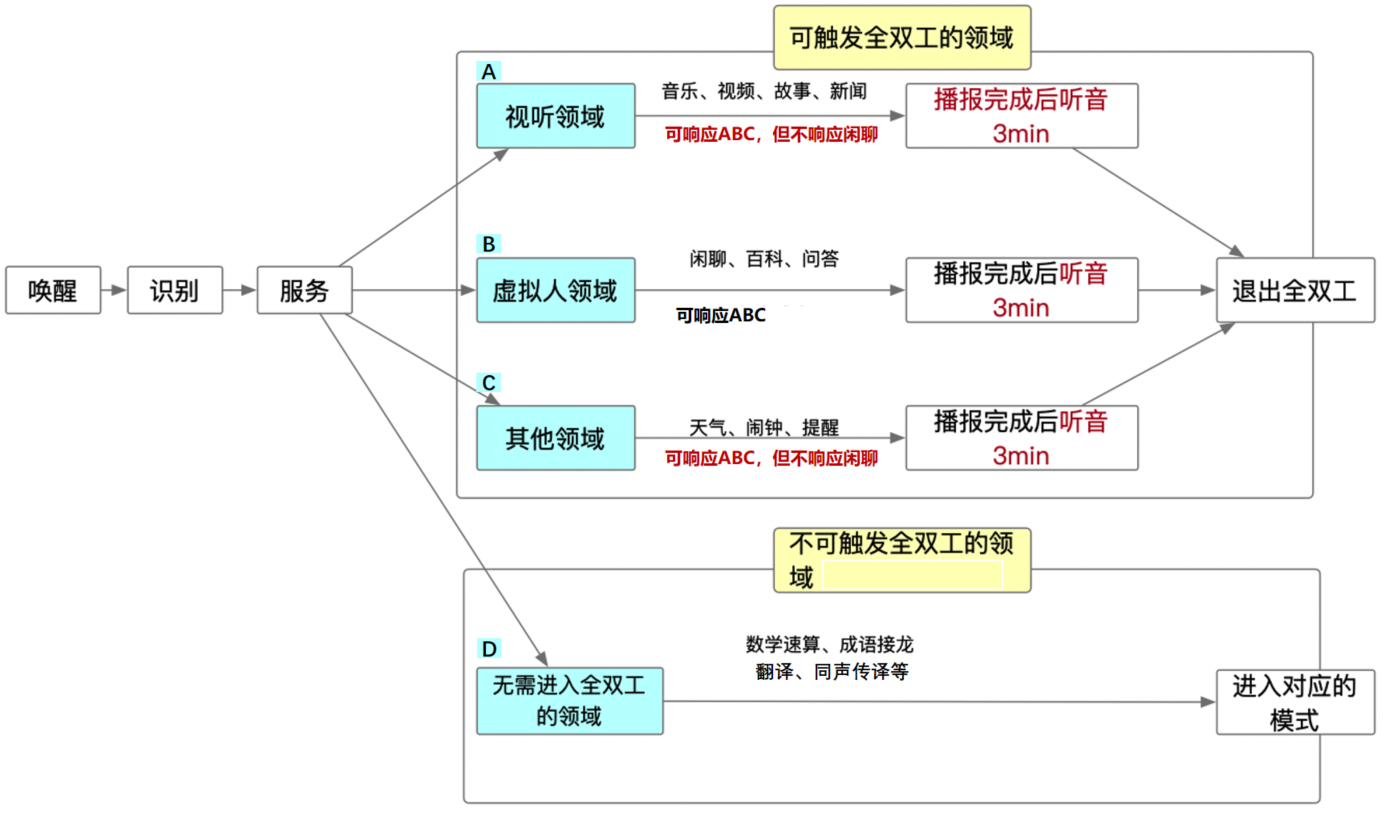 可触发全双工的领域
A
视听领域
音乐、视频、故事、新闻
可响应ABC，但不响应闲聊
播报完成后听音
3min
唤醒
识别
服务
B
虚拟人领域
闲聊、百科、问答
可响应ABC
播报完成后听音
3min
退出全双工
C
其他领域
天气、闹钟、提醒
可响应ABC，但不响应闲聊
播报完成后听音
3min
不可触发全双工的领
域
D
无需进入全双工
的领域
数学速算、成语接龙
翻译、同声传译等
进入对应的
模式